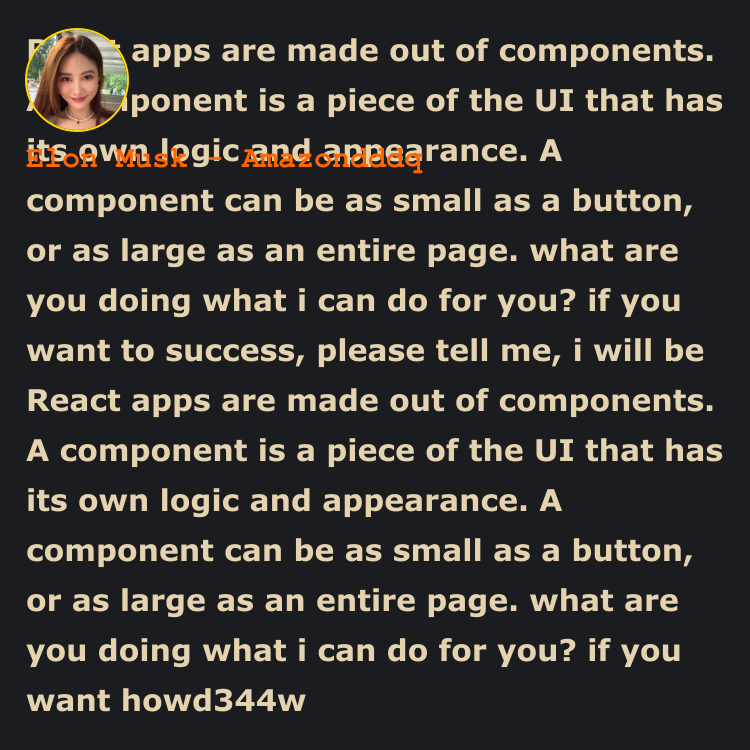 apps are made out of components.
is a piece of the UI that has
its own logic and appearance. A
Elon Musk - Amazondddq
component can be as small as a button,
or as large as an entire page. what are
you doing what i can do for you? if you
want to success, please tell me, i will be
React apps are made out of components.
A component is a piece of the UI that has
its own logic and appearance. A
component can be as small as a button,
or as large as an entire page. what are
you doing what i can do for you? if you
want howd344w